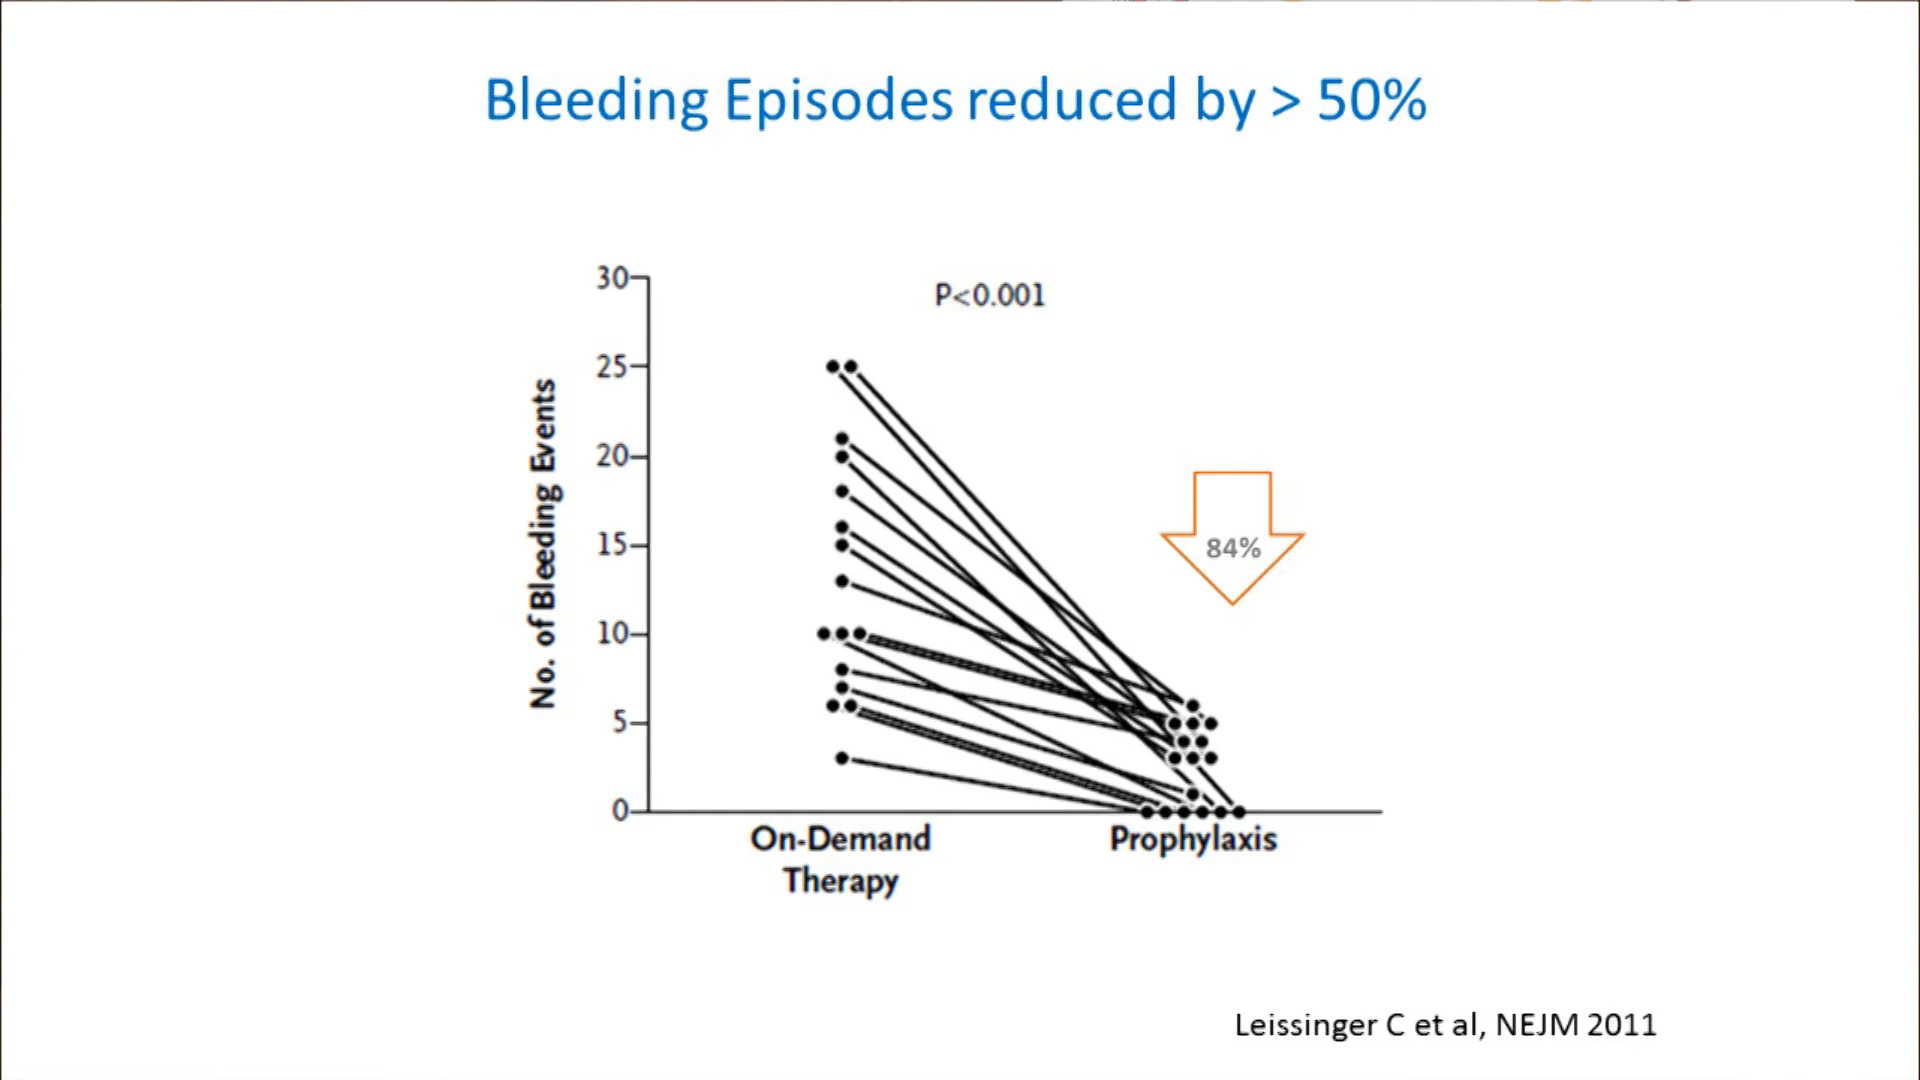 Bleeding Episodes reduced by > 50%
30
P<0.001
25
20
15
10
5
0
No. of Bleeding Events
84%
On-Demand
Therapy
Prophylaxis
Leissinger C et al, NEJM 2011